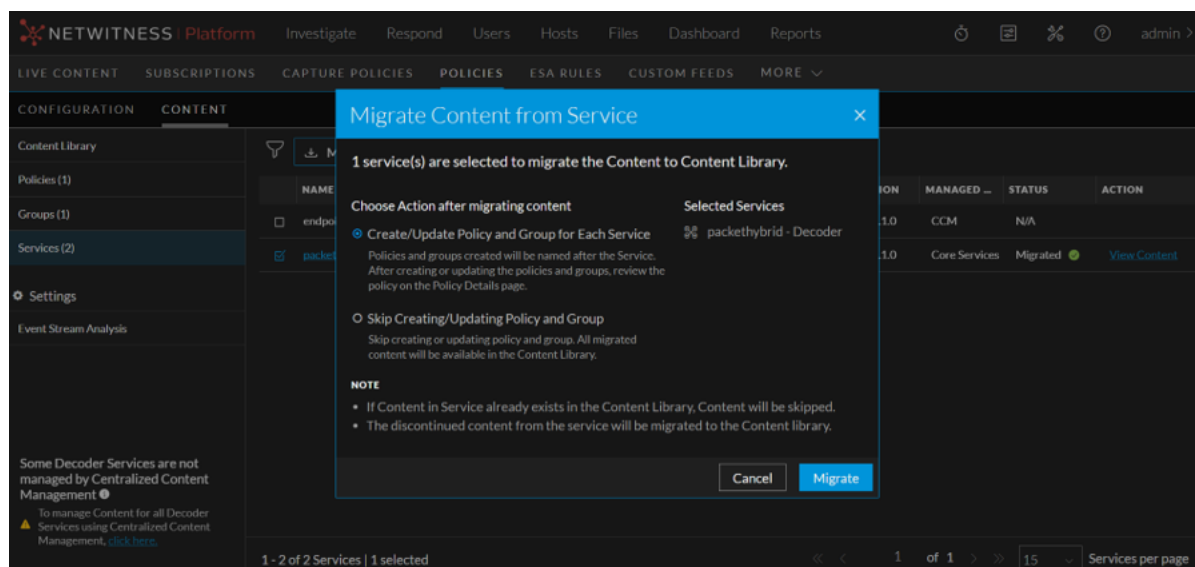 NETWITNESS | Platform Investigate Respond Users Hosts Files Dashboard Reports admin >
LIVE CONTENT SUBSCRIPTIONS CAPTURE POLICIES POLICIES ESA RULES CUSTOM FEEDS MORE
CONFIGURATION CONTENT
Content Library
Policies (1)
Groups (1)
Services (2)
Settings
Event Stream Analysis
Some Decoder Services are not
managed by Centralized Content
Management
To manage Content for all Decoder
Services using Centralized Content
Management, click here.
M
NAME ION MANAGED ... STATUS ACTION
endpoi .1.0 CCM N/A
packet 1.0 Core Services Migrated View Content
Migrate Content from Service ×
1 service(s) are selected to migrate the Content to Content Library.
Choose Action after migrating content
Create/Update Policy and Group for Each Service
Policies and groups created will be named after the Service.
After creating or updating the policies and groups, review the
policy on the Policy Details page.
Skip Creating/Updating Policy and Group
Skip creating or updating policy and group. All migrated
content will be available in the Content Library.
Selected Services
packethybrid - Decoder
NOTE
• If Content in Service already exists in the Content Library, Content will be skipped.
• The discontinued content from the service will be migrated to the Content library.
Cancel Migrate
1 - 2 of 2 Services | 1 selected << < 1 of 1 > >> 15 Services per page